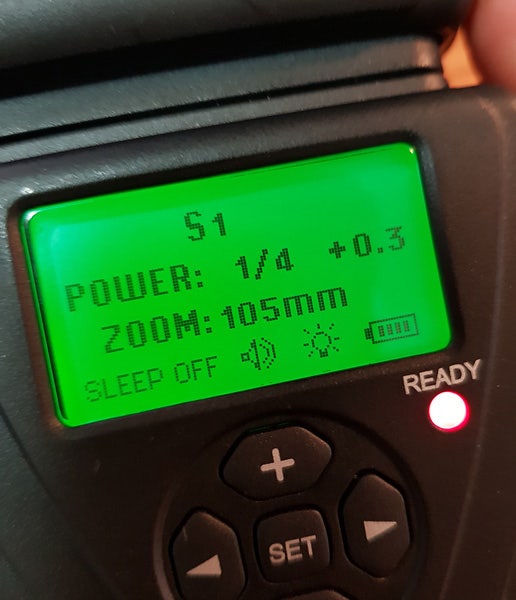 S1
POWER: 1/4 +0.3
ZOOM: 105mm
SLEEP OFF
READY
+
SET